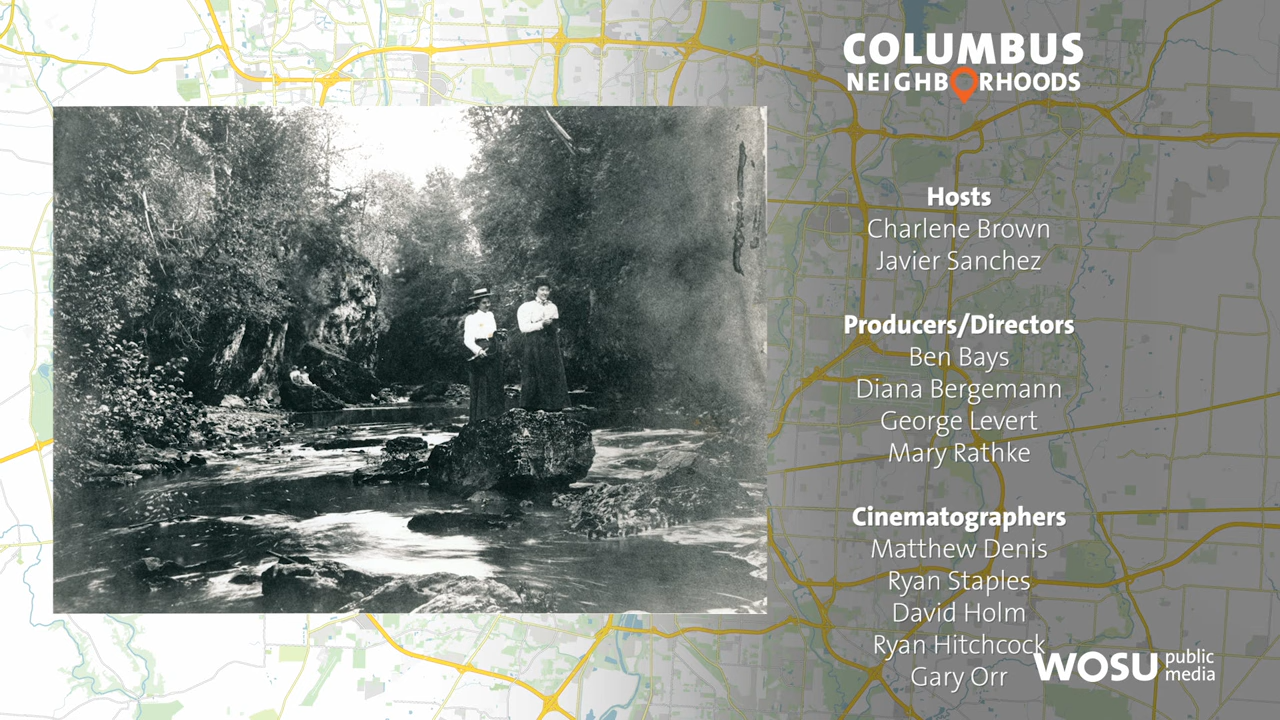 COLUMBUS
NEIGHBORHOODS
Hosts
Charlene Brown
Javier Sanchez
Producers/Directors
Ben Bays
Diana Bergemann
George Levert
Mary Rathke
Cinematographers
Matthew Denis
Ryan Staples
David Holm
Ryan Hitchcock
Gary Orr
WOSU public media